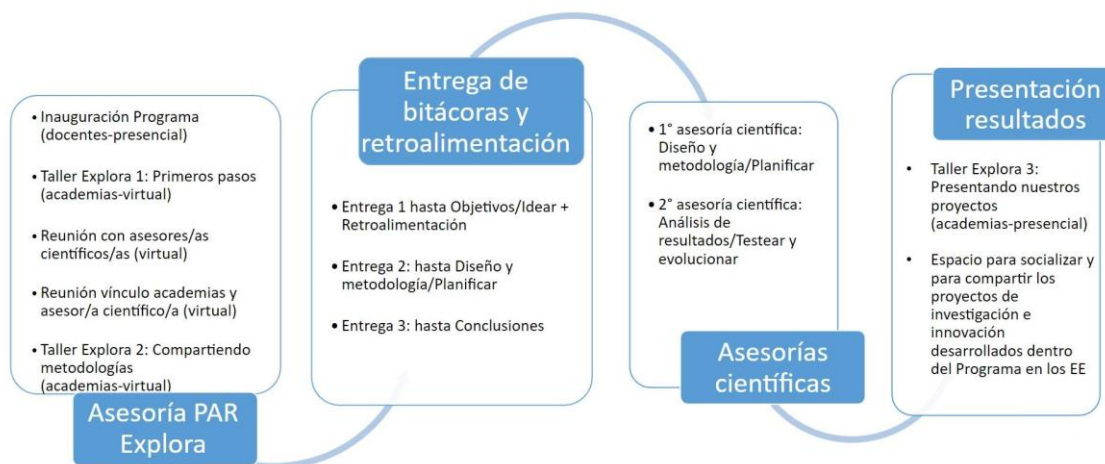 • Inauguración Programa
(docentes-presencial)
• Taller Explora 1: Primeros pasos
(academias-virtual)
• Reunión con asesores/as
científicos/as (virtual)
• Reunión vínculo academias y
asesor/a científico/a (virtual)
• Taller Explora 2: Compartiendo
metodologías
(academias-virtual)
Asesoría PAR
Explora
Entrega de
bitácoras y
retroalimentación
• Entrega 1 hasta Objetivos/Idear +
Retroalimentación
• Entrega 2: hasta Diseño y
metodología/Planificar
• Entrega 3: hasta Conclusiones
• 1° asesoría científica:
Diseño y
metodología/Planificar
• 2° asesoría científica:
Análisis de
resultados/Testear y
evolucionar
Asesorías
científicas
Presentación
resultados
• Taller Explora 3:
Presentando nuestros
proyectos
(academias-presencial)
• Espacio para socializar y
para compartir los
proyectos de
investigación e
innovación
desarrollados dentro
del Programa en los EE